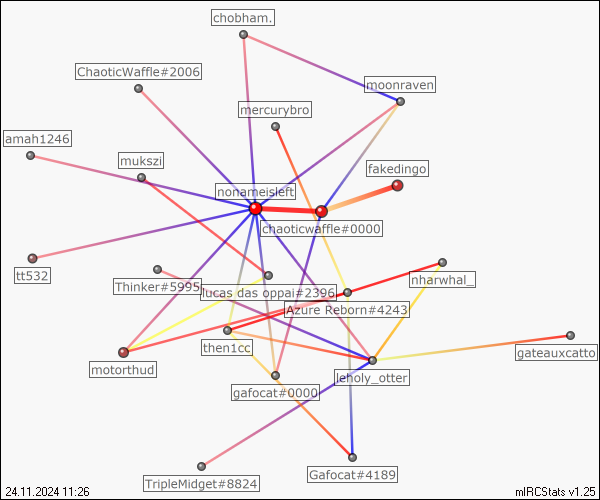 chobham.
ChaoticWaffle#2006
moonraven
mercurybro
amah1246
mukszi
fakedingo
nonameisleft
chaoticwaffle#0000
tt532
Thinker#5995
lucas das oppai#2396
nharwhal_
Azure Reborn#4243
then1cc
gateauxcatto
motorthud
leholy_otter
gafocat#0000
Gafocat#4189
TripleMidget#8824
24.11.2024 11:26
mIRCStats v1.25